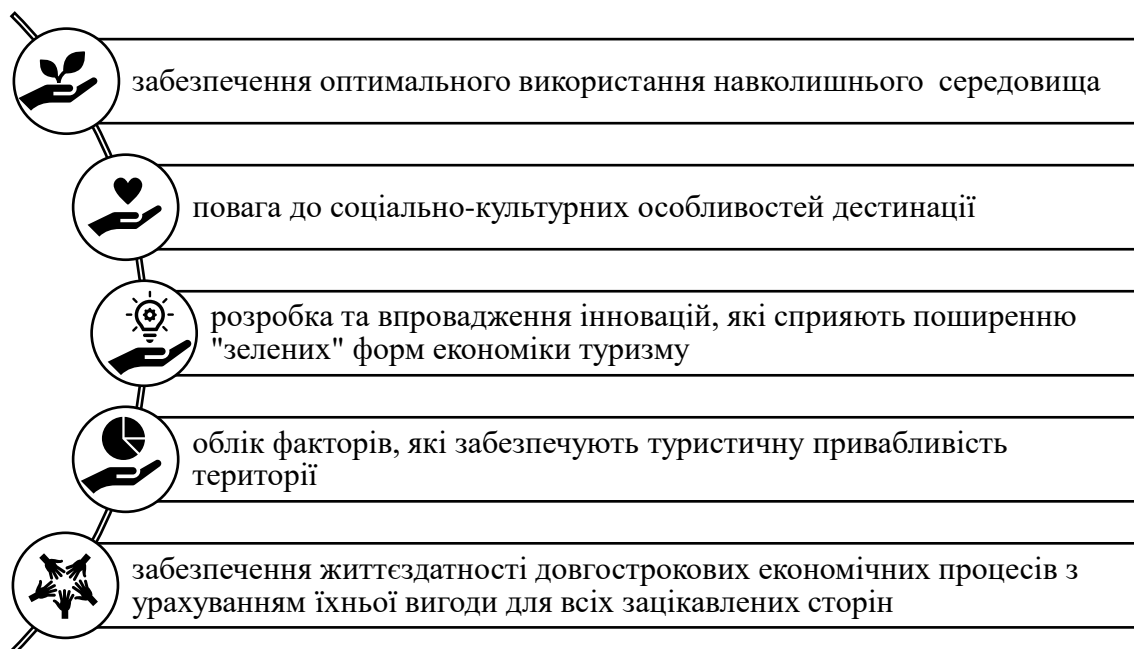 забезпечення оптимального використання навколишнього середовища
повага до соціально-культурних особливостей дестинації
розробка та впровадження інновацій, які сприяють поширенню
"зелених" форм економіки туризму
облік факторів, які забезпечують туристичну привабливість
території
забезпечення життєздатності довгострокових економічних процесів з
урахуванням їхньої вигоди для всіх зацікавлених сторін